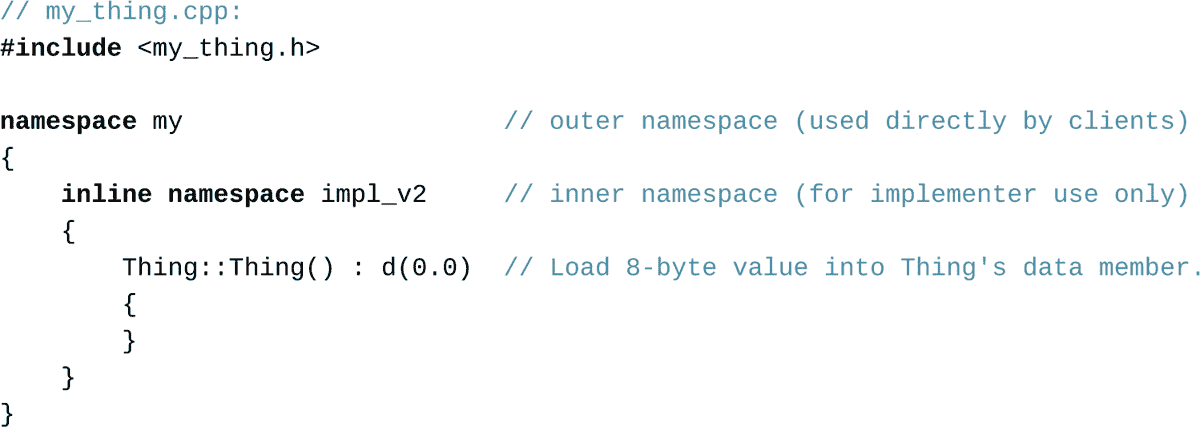 // my_thing.cpp:
#include <my_thing.h>

namespace my                     // outer namespace (used directly by clients)
{
    inline namespace impl_v2     // inner namespace (for implementer use only)
    {
        Thing::Thing() : d(0.0)  // Load 8-byte value into Thing's data member.
        {
        }
    }
}